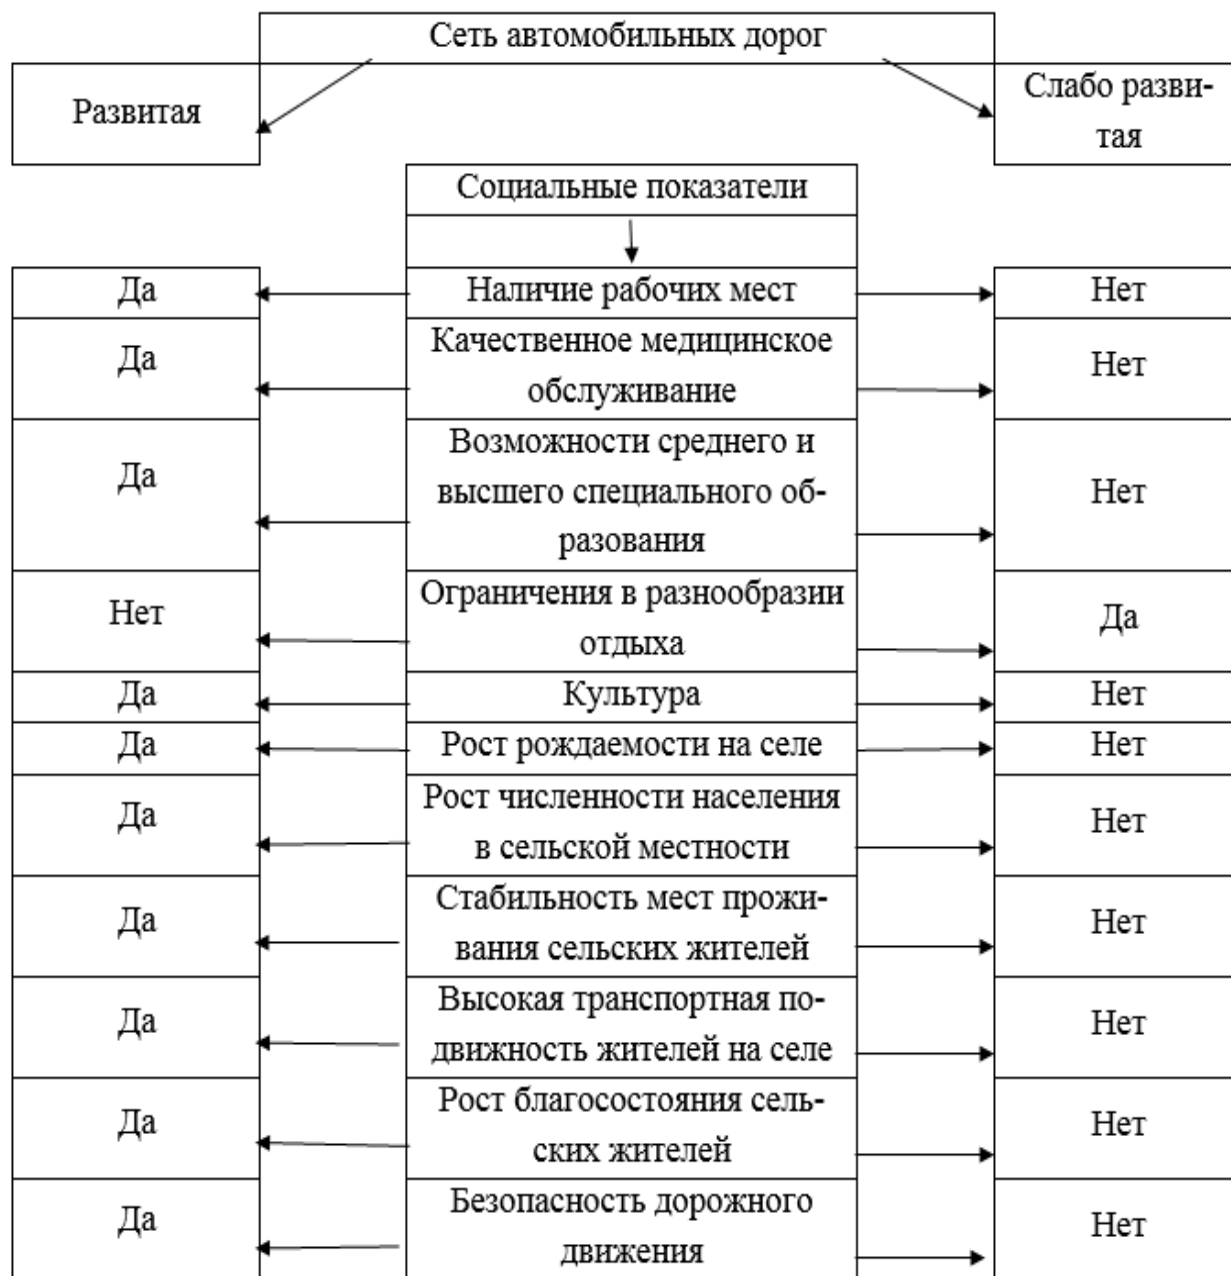 Сеть автомобильных дорог
Развитая
Слабо разви-
тая
Социальные показатели
Да
Наличие рабочих мест
Нет
Да
Качественное медицинское
обслуживание
Нет
Да
Возможности среднего и
высшего специального об-
разования
Нет
Нет
Ограничения в разнообразии
отдыха
Да
Да
Культура
Нет
Да
Рост рождаемости на селе
Нет
Да
Рост численности населения
в сельской местности
Нет
Да
Стабильность мест прожи-
вания сельских жителей
Нет
Да
Высокая транспортная по-
движность жителей на селе
Нет
Да
Рост благосостояния сель-
ских жителей
Нет
Да
Безопасность дорожного
движения
Нет